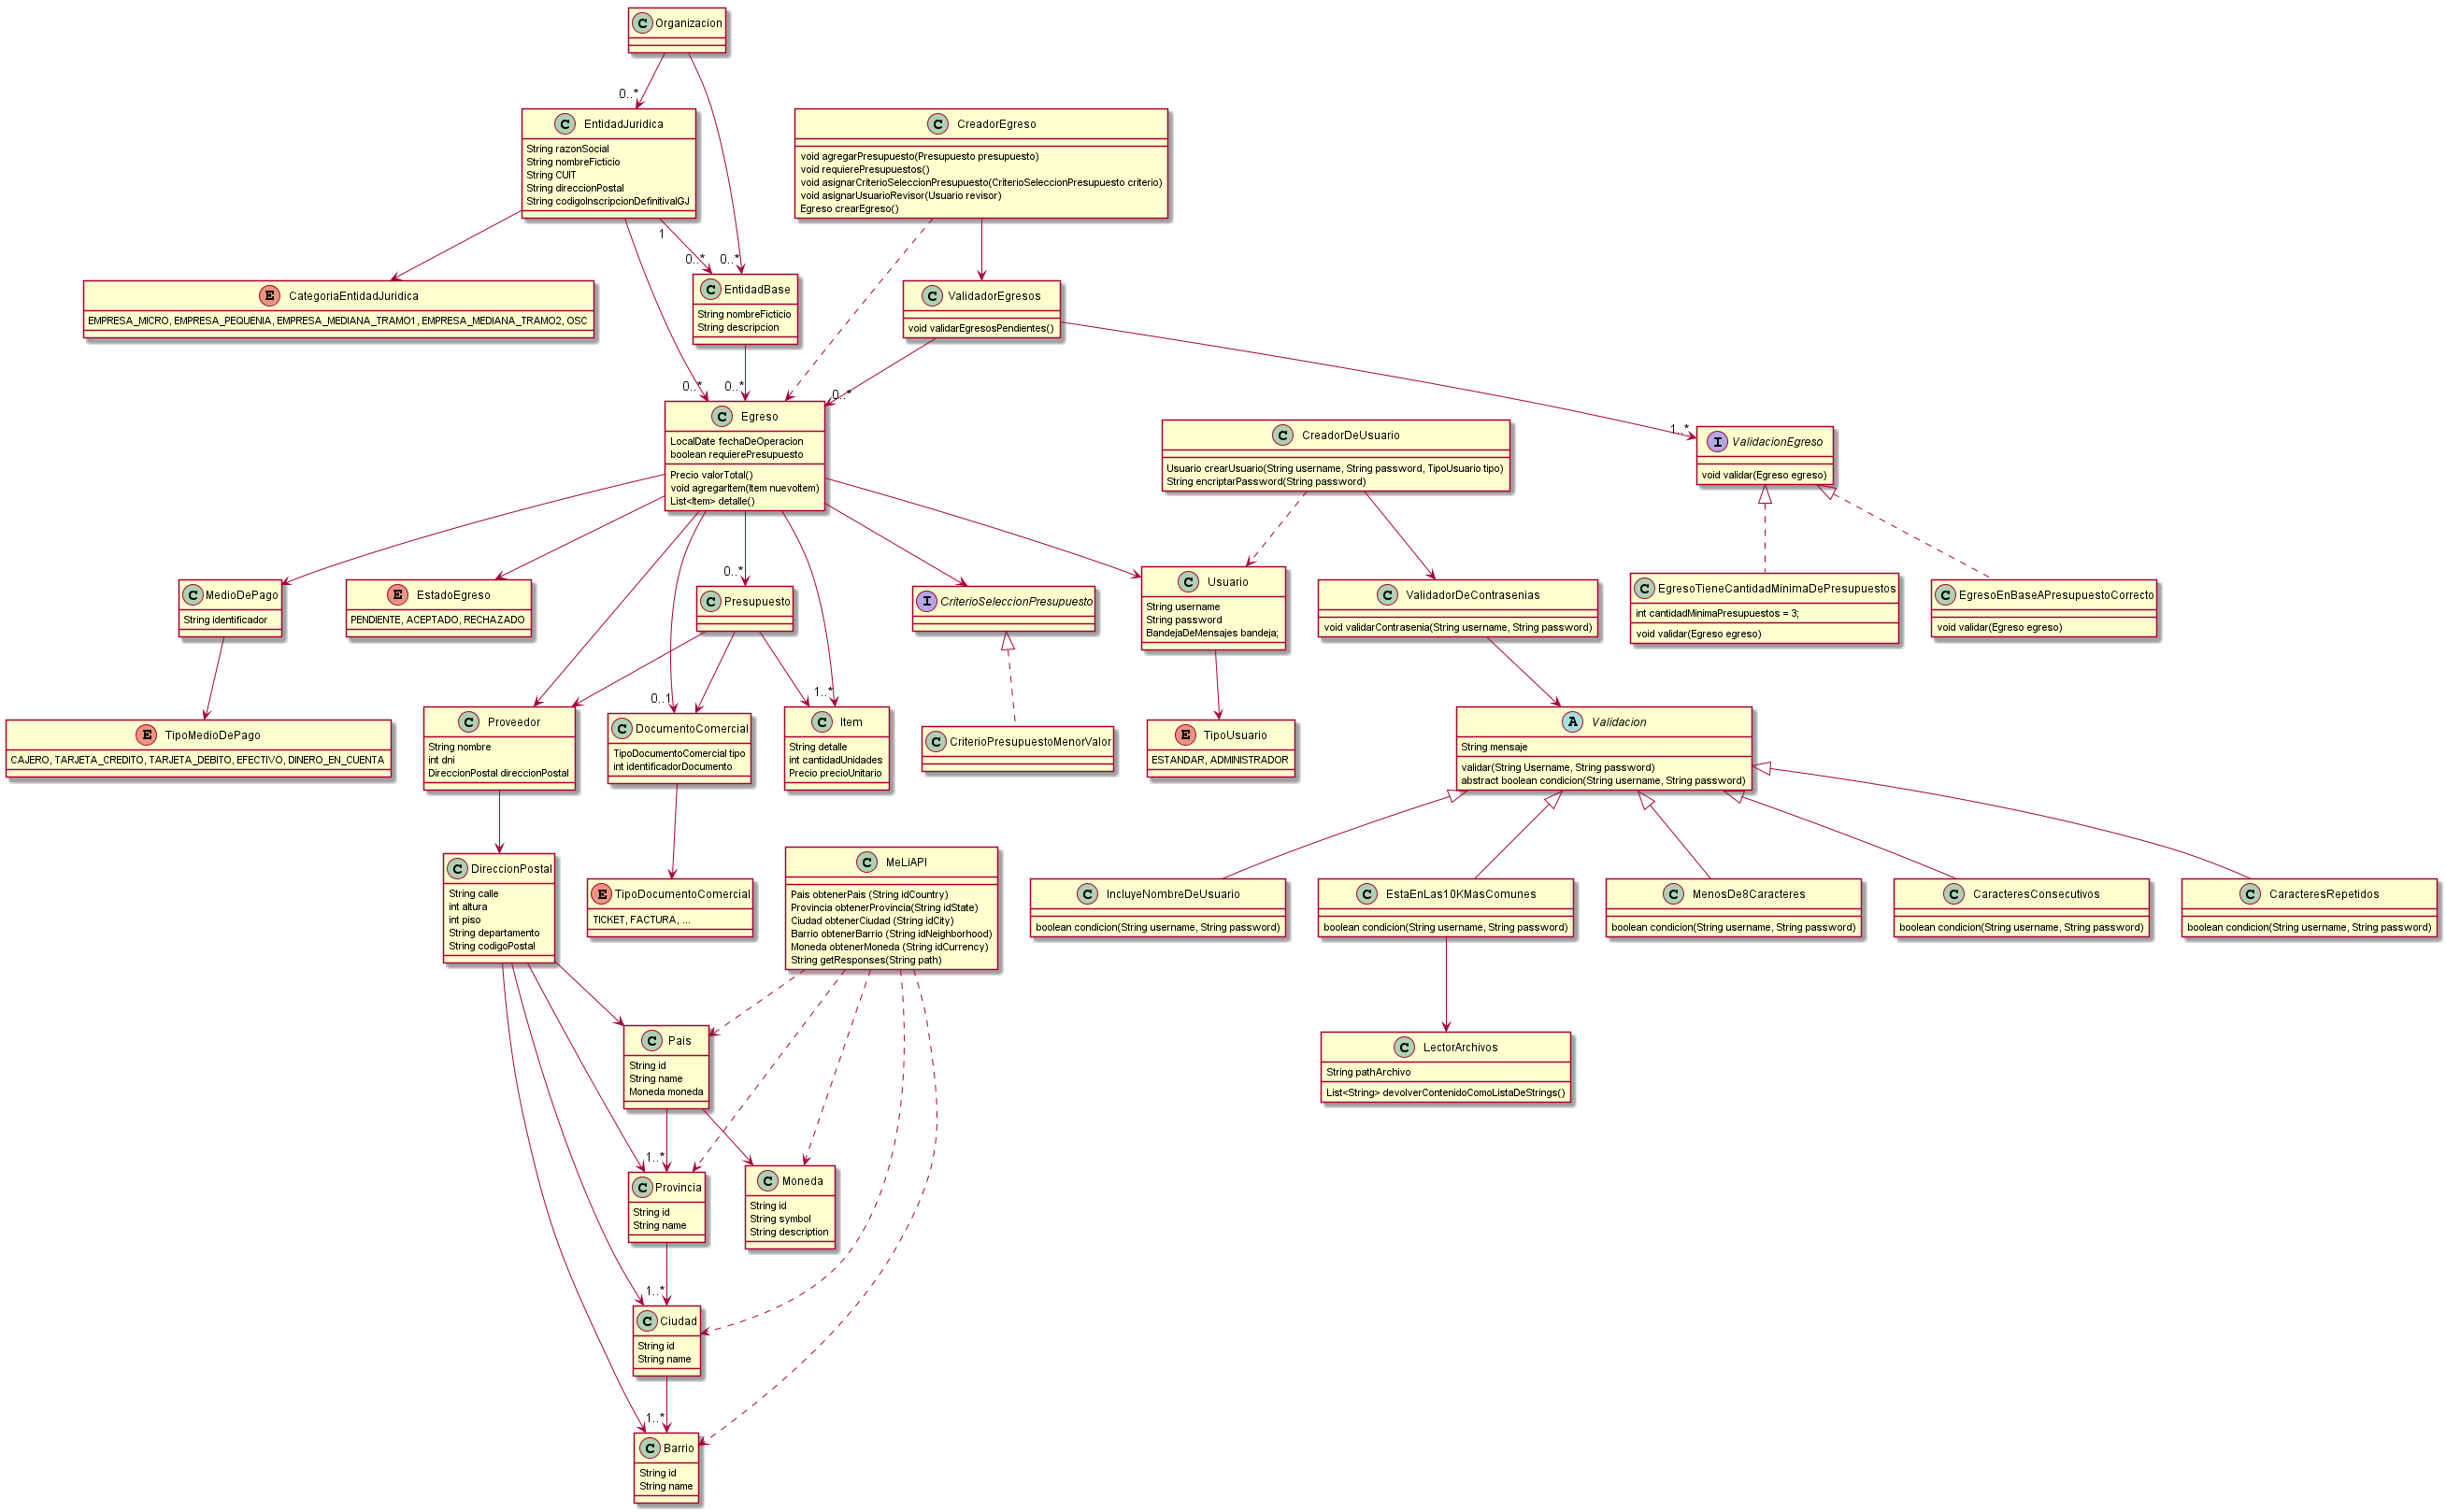 C Organizacion
0..*
C EntidadJuridica
String razonSocial
String nombreFicticio
String CUIT
String direccionPostal
String codigoInscripcionDefinitivaIGJ
C CreadorEgreso
void agregarPresupuesto(Presupuesto presupuesto)
void requierePresupuestos()
void asignarCriterioSeleccionPresupuesto(CriterioSeleccionPresupuesto criterio)
void asignarUsuarioRevisor(Usuario revisor)
Egreso crearEgreso()
1
0..*
0..*
E CategoriaEntidadJuridica
EMPRESA_MICRO, EMPRESA_PEQUENIA, EMPRESA_MEDIANA_TRAMO1, EMPRESA_MEDIANA_TRAMO2, OSC
C EntidadBase
String nombreFicticio
String descripcion
C ValidadorEgresos
void validarEgresosPendientes()
0..*
0..*
0..*
1..*
C Egreso
LocalDate fechaDeOperacion
boolean requierePresupuesto
Precio valorTotal()
void agregarItem(Item nuevoItem)
List<Item> detalle()
C CreadorDeUsuario
Usuario crearUsuario(String username, String password, TipoUsuario tipo)
String encriptarPassword(String password)
I ValidacionEgreso
void validar(Egreso egreso)
0..*
C MedioDePago
String identificador
E EstadoEgreso
PENDIENTE, ACEPTADO, RECHAZADO
C Presupuesto
I CriterioSeleccionPresupuesto
C Usuario
String username
String password
BandejaDeMensajes bandeja;
C ValidadorDeContrasenias
void validarContrasenia(String username, String password)
C EgresoTieneCantidadMinimaDePresupuestos
int cantidadMinimaPresupuestos = 3;
void validar(Egreso egreso)
C EgresoEnBaseAPresupuestoCorrecto
void validar(Egreso egreso)
0..1
1..*
E TipoMedioDePago
CAJERO, TARJETA_CREDITO, TARJETA_DEBITO, EFECTIVO, DINERO_EN_CUENTA
C Proveedor
String nombre
int dni
DireccionPostal direccionPostal
C DocumentoComercial
TipoDocumentoComercial tipo
int identificadorDocumento
C Item
String detalle
int cantidadUnidades
Precio precioUnitario
C CriterioPresupuestoMenorValor
E TipoUsuario
ESTANDAR, ADMINISTRADOR
A Validacion
String mensaje
validar(String Username, String password)
abstract boolean condicion(String username, String password)
C DireccionPostal
String calle
int altura
int piso
String departamento
String codigoPostal
E TipoDocumentoComercial
TICKET, FACTURA, ...
C MeLiAPI
Pais obtenerPais (String idCountry)
Provincia obtenerProvincia(String idState)
Ciudad obtenerCiudad (String idCity)
Barrio obtenerBarrio (String idNeighborhood)
Moneda obtenerMoneda (String idCurrency)
String getResponses(String path)
C IncluyeNombreDeUsuario
boolean condicion(String username, String password)
C EstaEnLas10KMasComunes
boolean condicion(String username, String password)
C MenosDe8Caracteres
boolean condicion(String username, String password)
C CaracteresConsecutivos
boolean condicion(String username, String password)
C CaracteresRepetidos
boolean condicion(String username, String password)
C Pais
String id
String name
Moneda moneda
C LectorArchivos
String pathArchivo
List<String> devolverContenidoComoListaDeStrings()
1..*
C Provincia
String id
String name
C Moneda
String id
String symbol
String description
1..*
C Ciudad
String id
String name
1..*
C Barrio
String id
String name